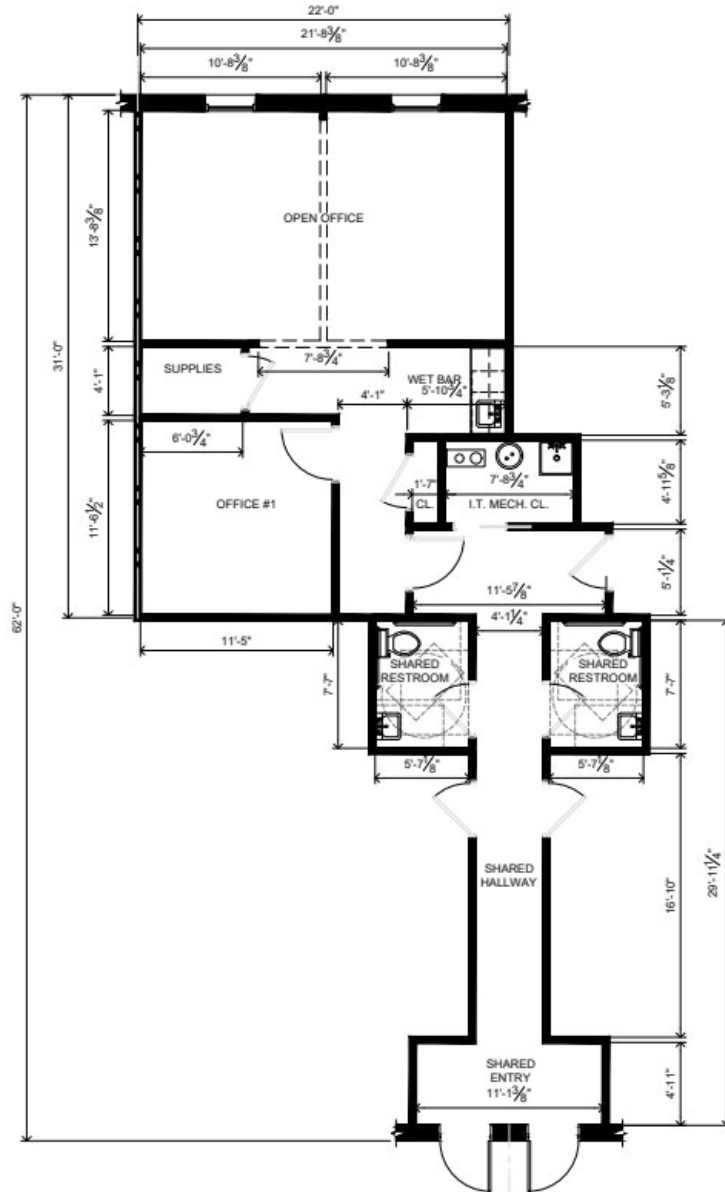 22'-0"
21'-8⅜"
10'-8⅜"
10'-8⅜"
13'-8⅜"
OPEN OFFICE
31'-0"
SUPPLIES
7'-8¾"
WET BAR
5'-10¾"
4'-1"
4'-1"
5'-3⅛"
6'-0¾"
1'-7"
CL.
7'-8¾"
I.T. MECH. CL.
4'-11⅝"
OFFICE #1
11'-6½"
62'-0"
11'-5⅞"
5'-1¼"
4'-1¼"
11'-5"
SHARED
RESTROOM
SHARED
RESTROOM
7'-7"
7'-7"
5'-7⅛"
5'-7⅛"
SHARED
HALLWAY
16'-10"
29'-11¼"
SHARED
ENTRY
11'-1⅜"
4'-11"